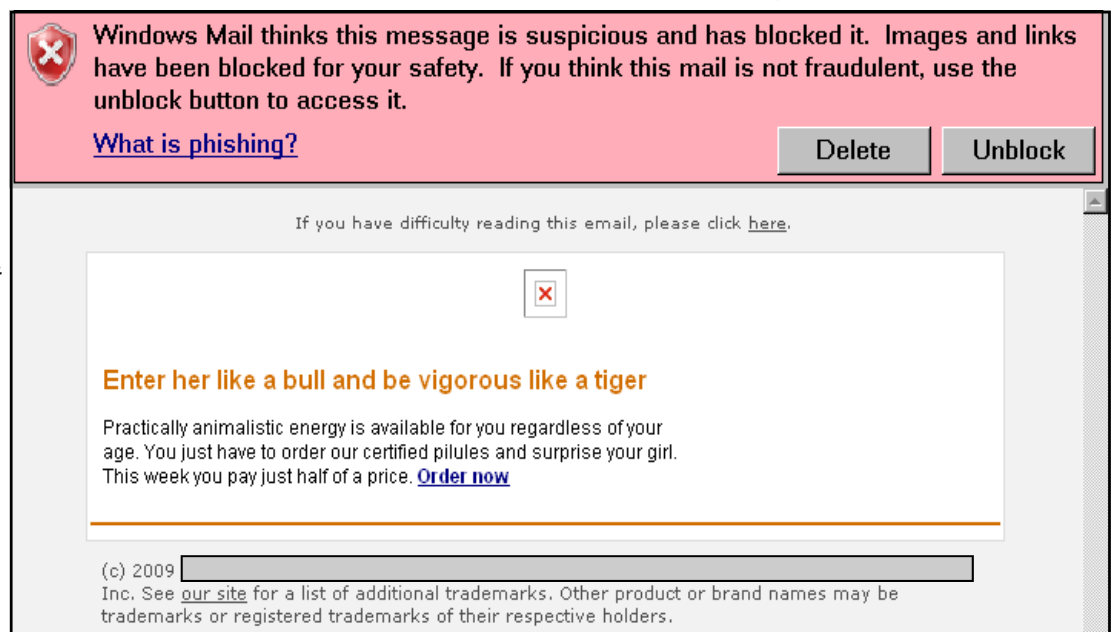 Windows Mail thinks this message is suspicious and has blocked it. Images and links
have been blocked for your safety. If you think this mail is not fraudulent, use the
unblock button to access it.
What is phishing?
Delete Unblock
If you have difficulty reading this email, please click here.
Enter her like a bull and be vigorous like a tiger
Practically animalistic energy is available for you regardless of your
age. You just have to order our certified pilules and surprise your girl.
This week you pay just half of a price. Order now
(c) 2009
Inc. See our site for a list of additional trademarks. Other product or brand names may be
trademarks or registered trademarks of their respective holders.